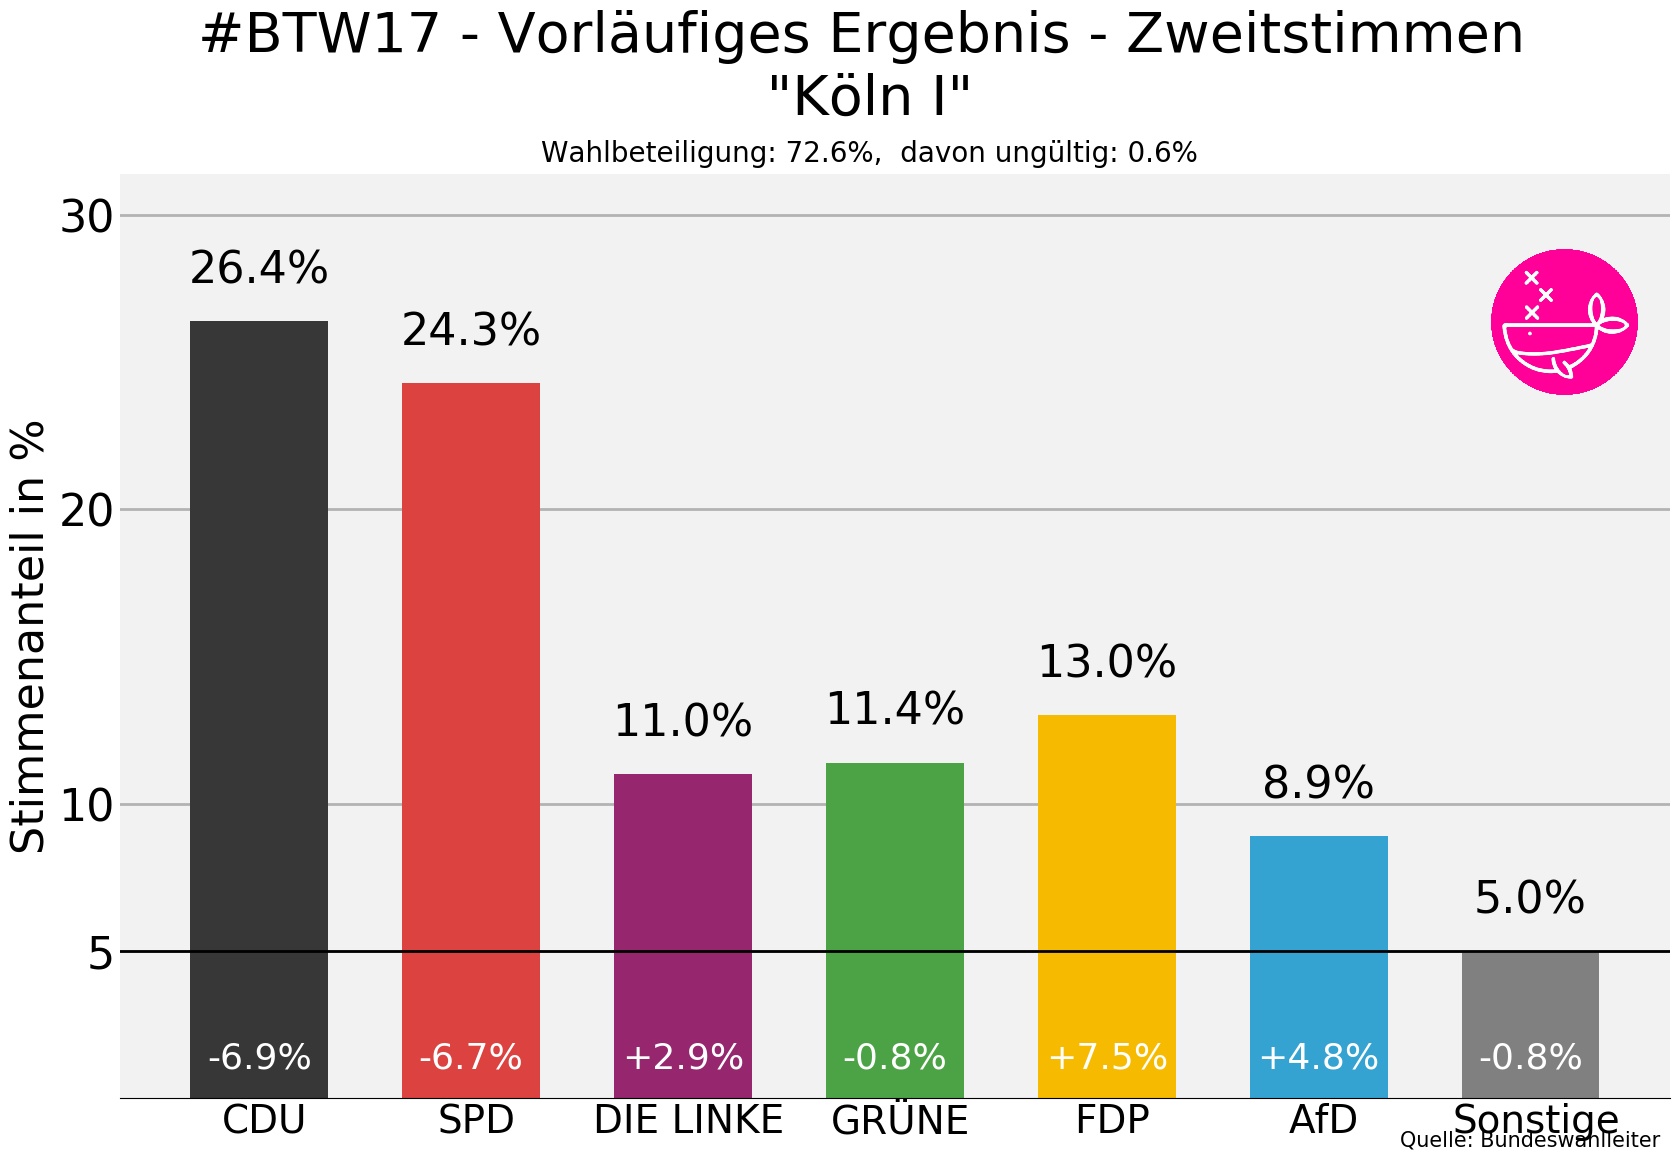 #BTW17 - Vorläufiges Ergebnis - Zweitstimmen
"Köln I"
Wahlbeteiligung: 72.6%,  davon ungültig: 0.6%
Stimmenanteil in %
30
20
10
5
26.4%
24.3%
11.0%
11.4%
13.0%
8.9%
5.0%
-6.9%
-6.7%
+2.9%
-0.8%
+7.5%
+4.8%
-0.8%
CDU
SPD
DIE LINKE
GRÜNE
FDP
AfD
Sonstige
Quelle: Bundeswahlleiter